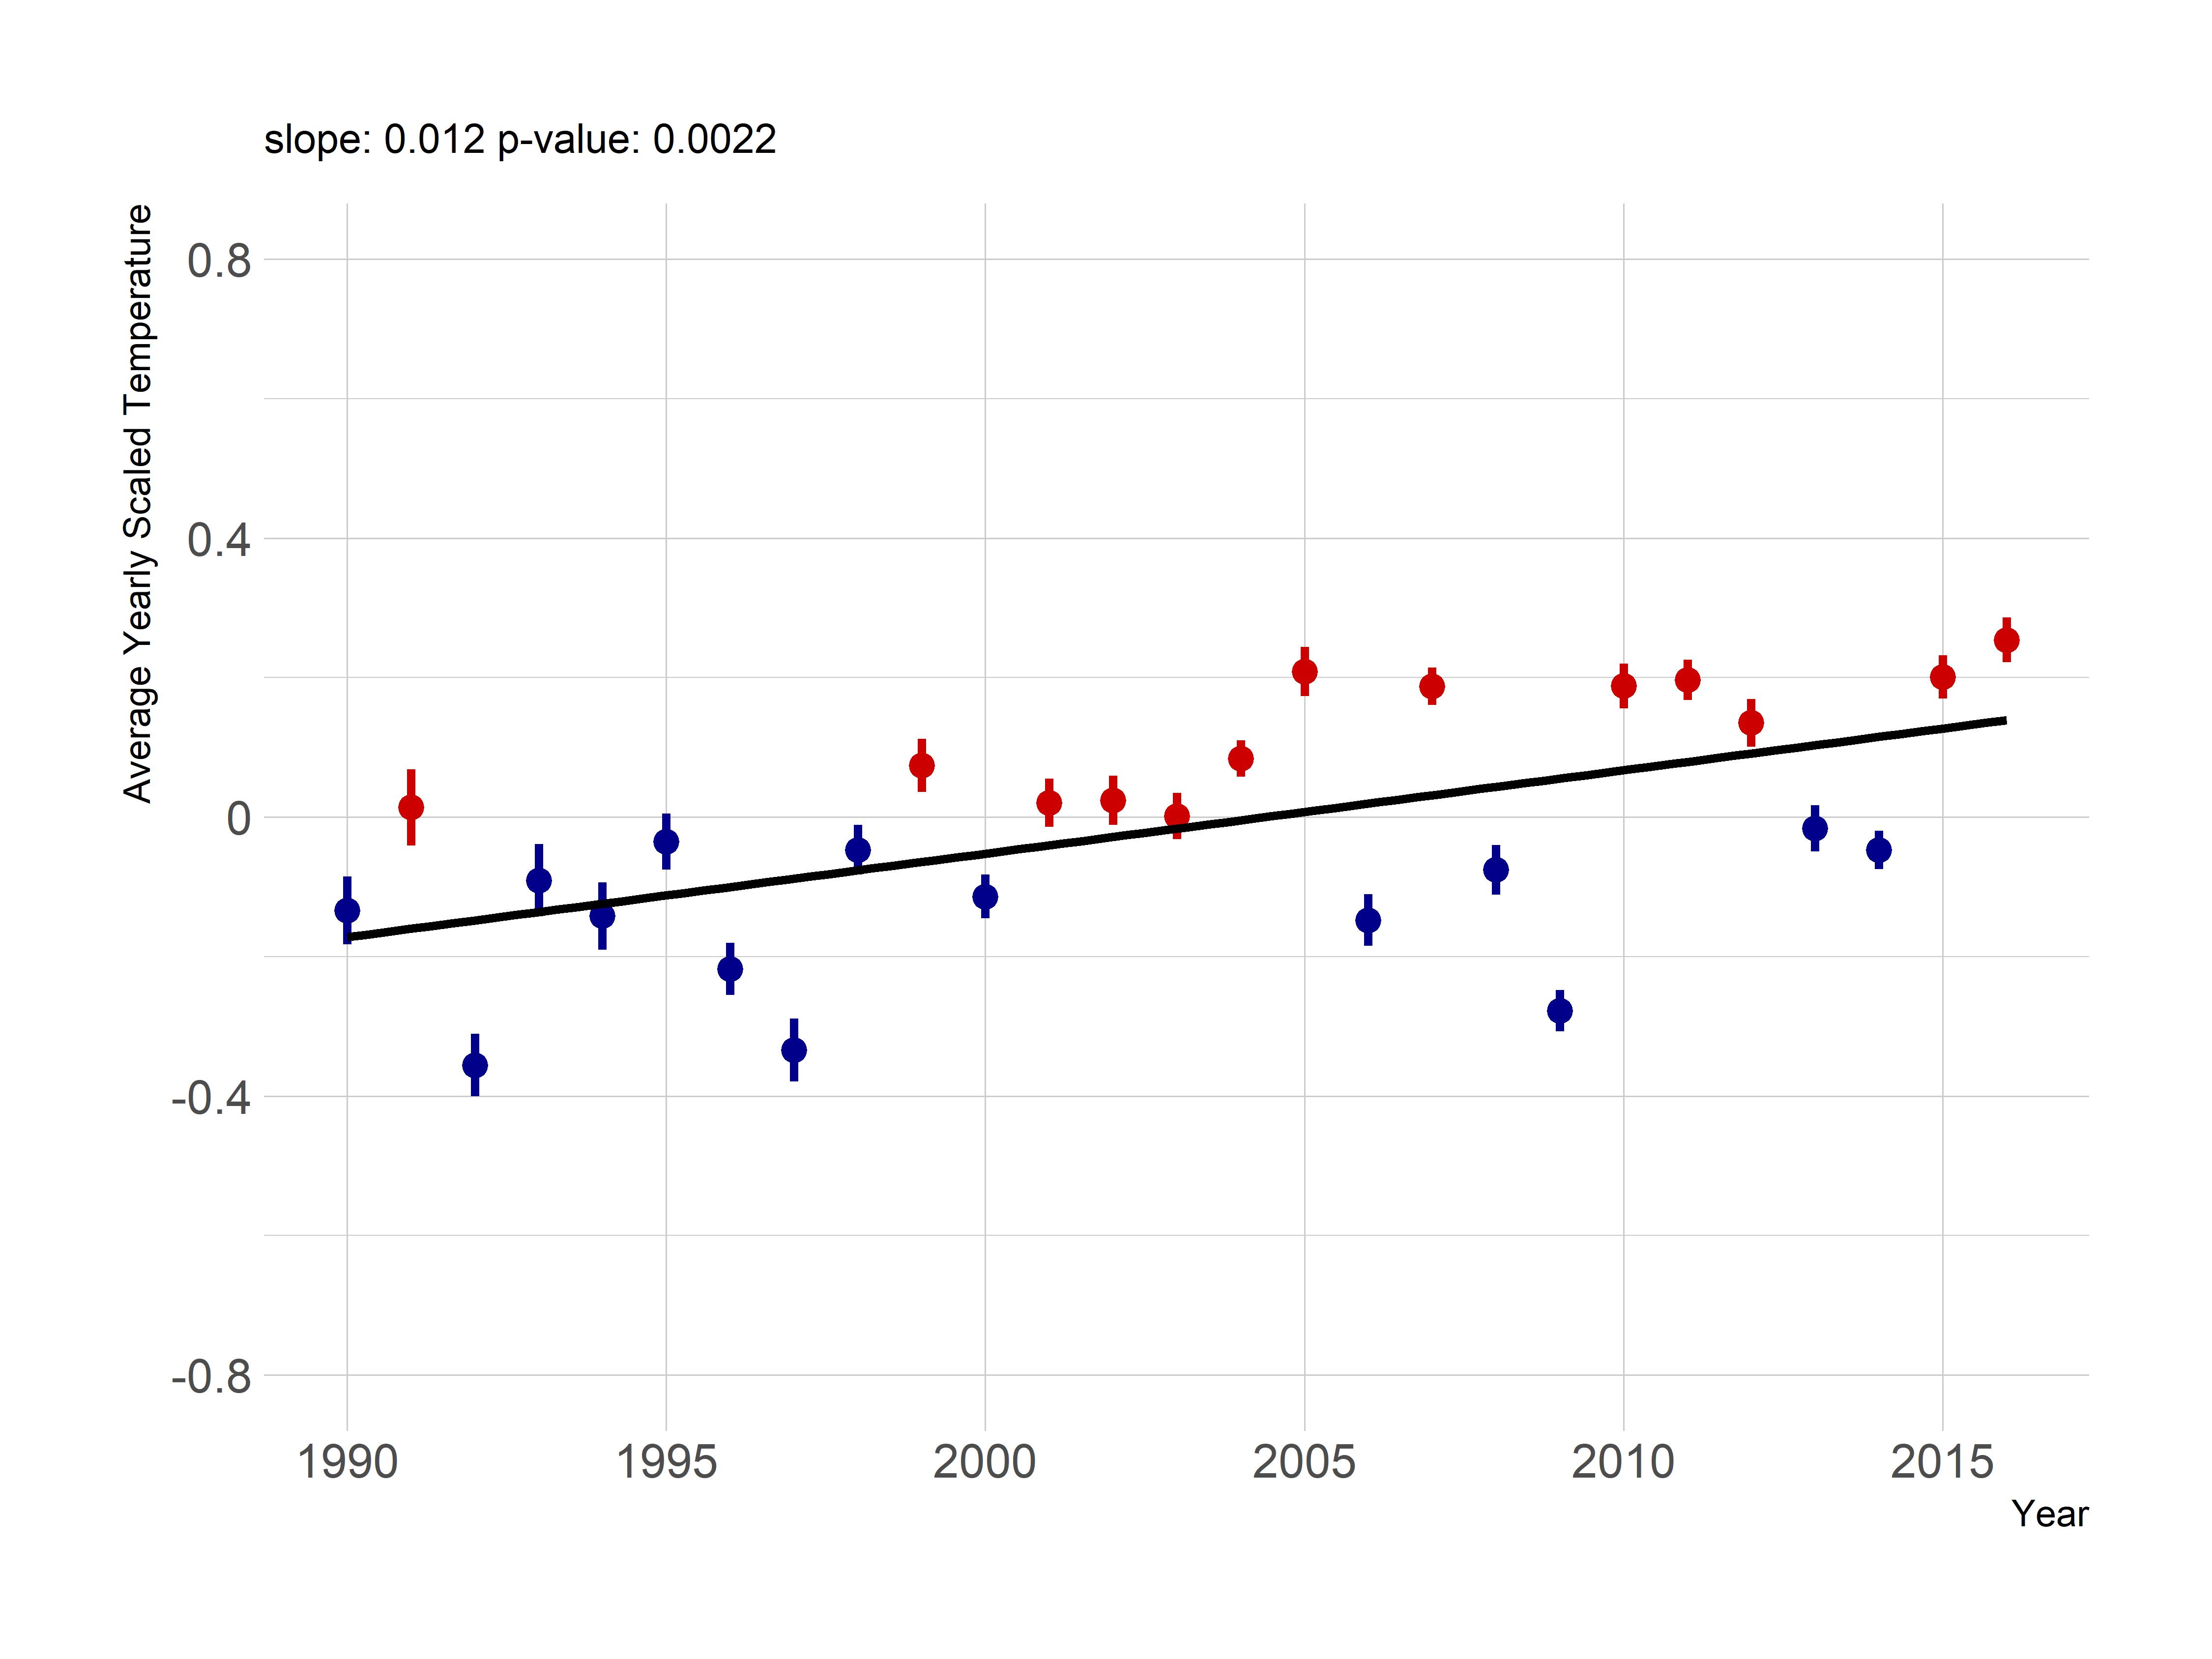 slope: 0.012 p-value: 0.0022
Average Yearly Scaled Temperature
0.8
0.4
0
-0.4
-0.8
1990 1995 2000 2005 2010 2015
Year